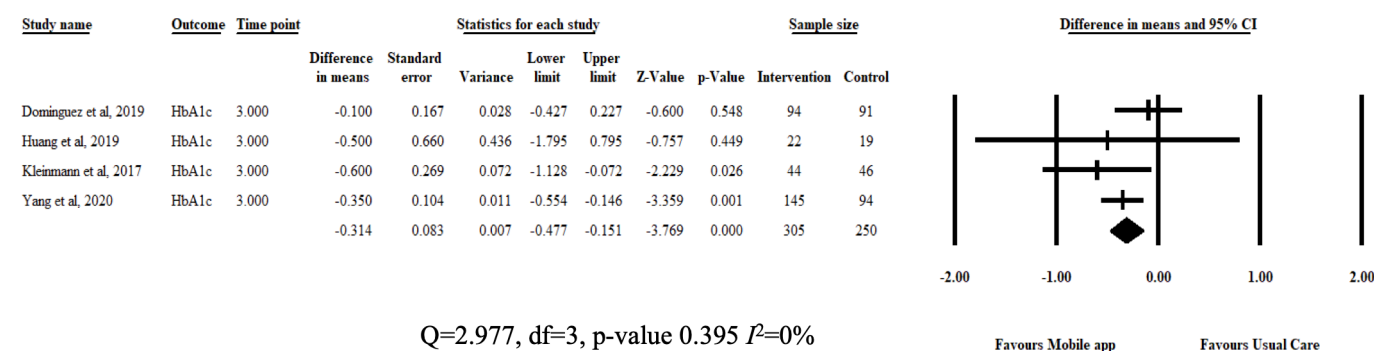 Study name Outcome Time point Statistics for each study Sample size Difference in means and 95% CI
Difference in means Standard error Variance Lower limit Upper limit Z-Value p-Value Intervention Control
Dominguez et al, 2019 HbA1c 3.000 -0.100 0.167 0.028 -0.427 0.227 -0.600 0.548 94 91
Huang et al, 2019 HbA1c 3.000 -0.500 0.660 0.436 -1.795 0.795 -0.757 0.449 22 19
Kleinmann et al, 2017 HbA1c 3.000 -0.600 0.269 0.072 -1.128 -0.072 -2.229 0.026 44 46
Yang et al, 2020 HbA1c 3.000 -0.350 0.104 0.011 -0.554 -0.146 -3.359 0.001 145 94
-0.314 0.083 0.007 -0.477 -0.151 -3.769 0.000 305 250
-2.00 -1.00 0.00 1.00 2.00
Q=2.977, df=3, p-value 0.395 I²=0%
Favours Mobile app Favours Usual Care